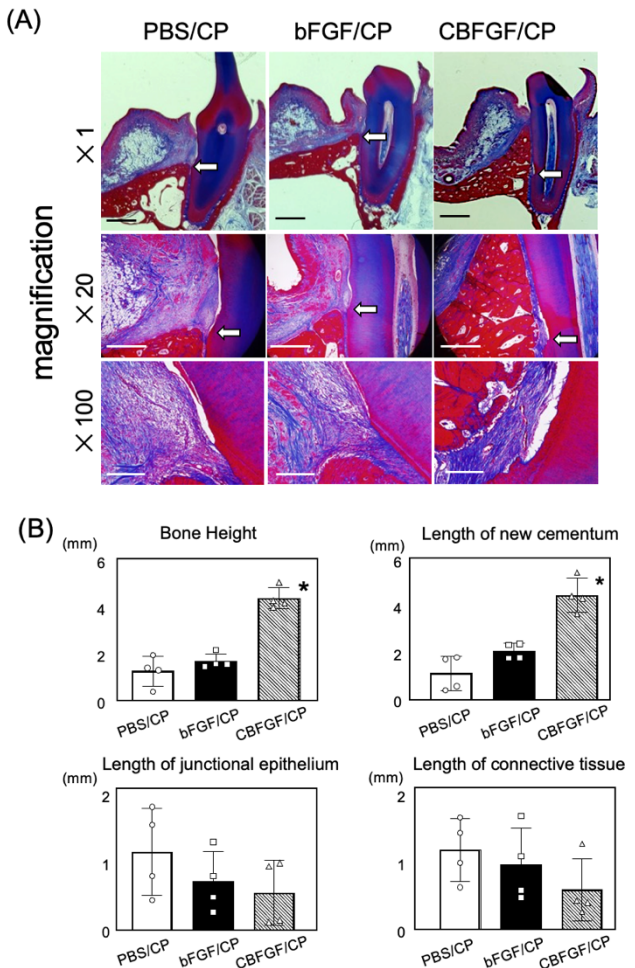 (A)
PBS/CP bFGF/CP CBFGF/CP
magnification
×1
×20
×100
(B)
Bone Height
(mm)
6
4
2
0
PBS/CP
bFGF/CP
CBFGF/CP
*
Length of new cementum
(mm)
6
4
2
0
PBS/CP
bFGF/CP
CBFGF/CP
*
Length of junctional epithelium
(mm)
2
1
0
PBS/CP
bFGF/CP
CBFGF/CP
Length of connective tissue
(mm)
2
1
0
PBS/CP
bFGF/CP
CBFGF/CP